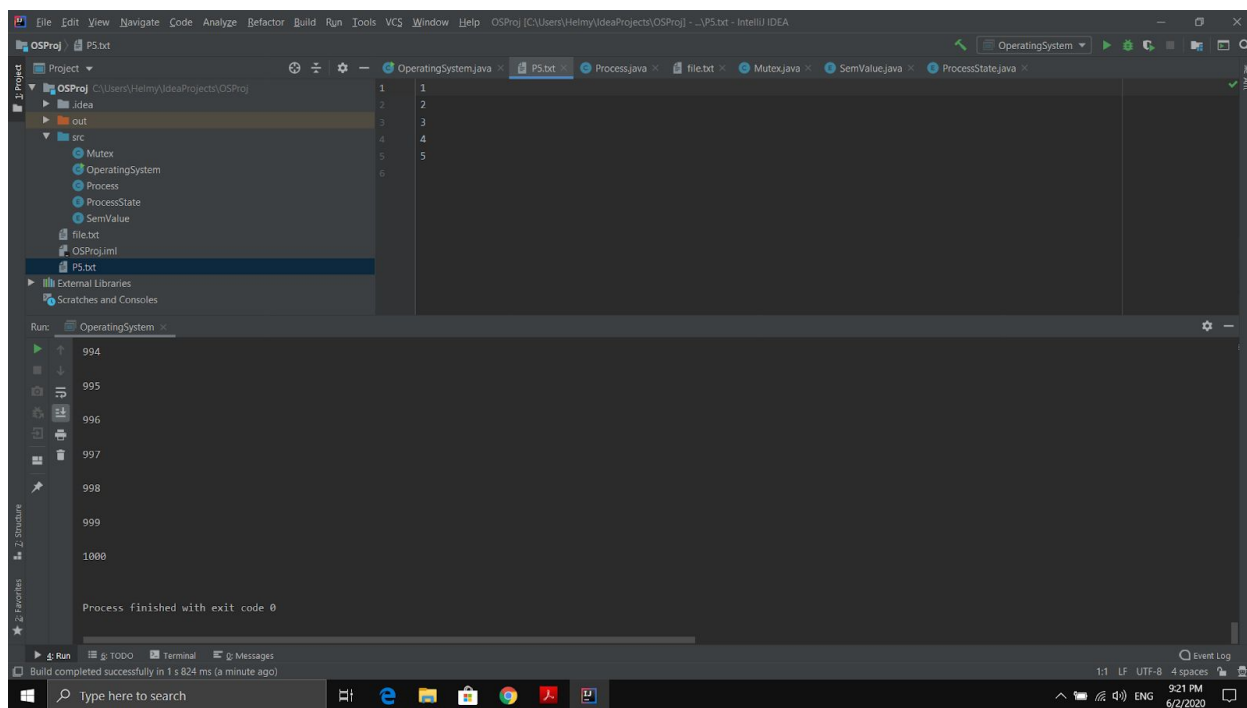 File Edit View Navigate Code Analyze Refactor Build Run Tools VCS Window Help OSProj [C:\Users\Helmy\IdeaProjects\OSProj] - ...\P5.txt - IntelliJ IDEA
OSProj P5.txt
OperatingSystem
1: Project
Project
OperatingSystem.java P5.txt Process.java file.txt Mutex.java SemValue.java ProcessState.java
OSProj C:\Users\Helmy\IdeaProjects\OSProj
.idea
out
src
Mutex
OperatingSystem
Process
ProcessState
SemValue
file.txt
OSProj.iml
P5.txt
External Libraries
Scratches and Consoles
1 1
2 2
3 3
4 4
5 5
6
Run: OperatingSystem
994
995
996
997
998
999
1000
Process finished with exit code 0
Z: Structure
2: Favorites
4: Run 6: TODO Terminal 0: Messages Event Log
Build completed successfully in 1 s 824 ms (a minute ago) 1:1 LF UTF-8 4 spaces
Type here to search
ENG
9:21 PM
6/2/2020